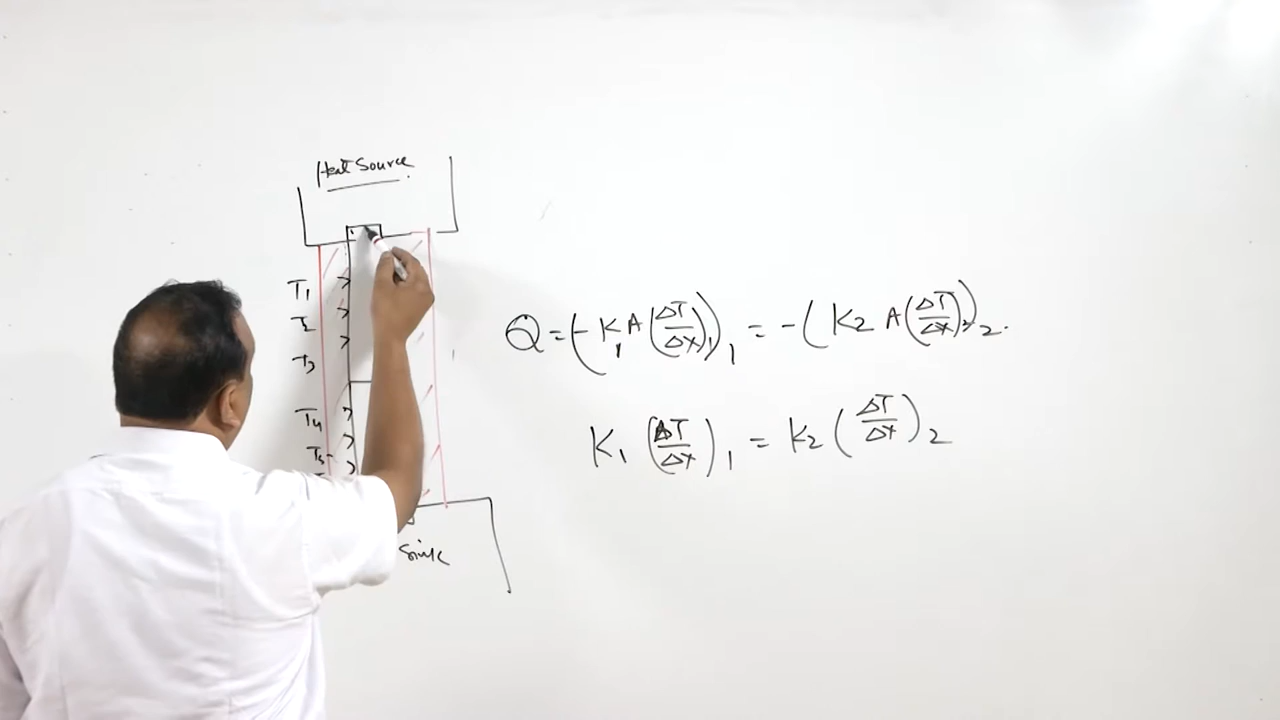 Heat Source
T1
T2
T3
T4
T5
Sink
Q = (- K1 A (ΔT/ΔX)1)1 = - (K2 A (ΔT/ΔX)2)2.
K1 (ΔT/ΔX)1 = K2 (ΔT/ΔX)2